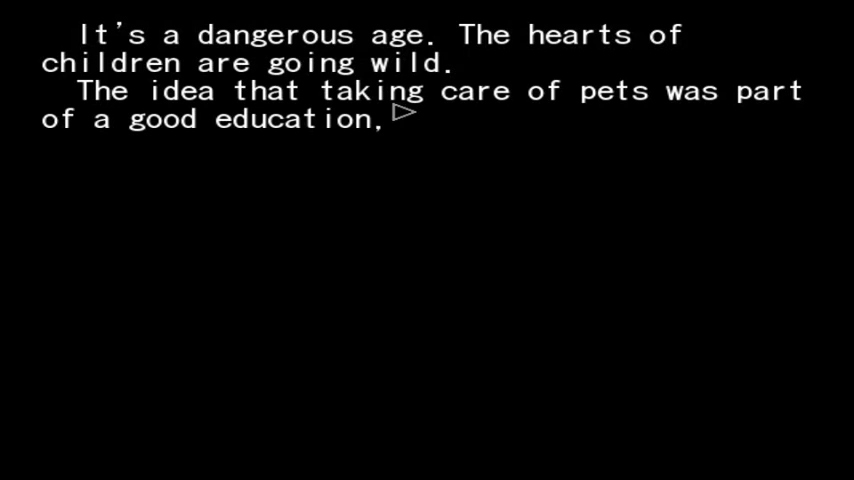 It's a dangerous age. The hearts of
children are going wild.
The idea that taking care of pets was part
of a good education,